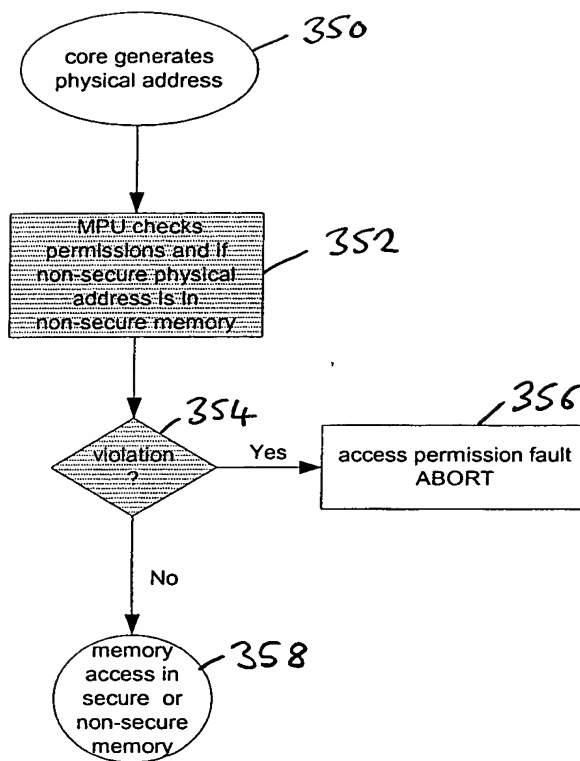 core generates
physical address
350
MPU checks
permissions and if
non-secure physical
address is in
non-secure memory
352
violation
?
354
Yes
access permission fault
ABORT
356
No
memory
access in
secure or
non-secure
memory
358